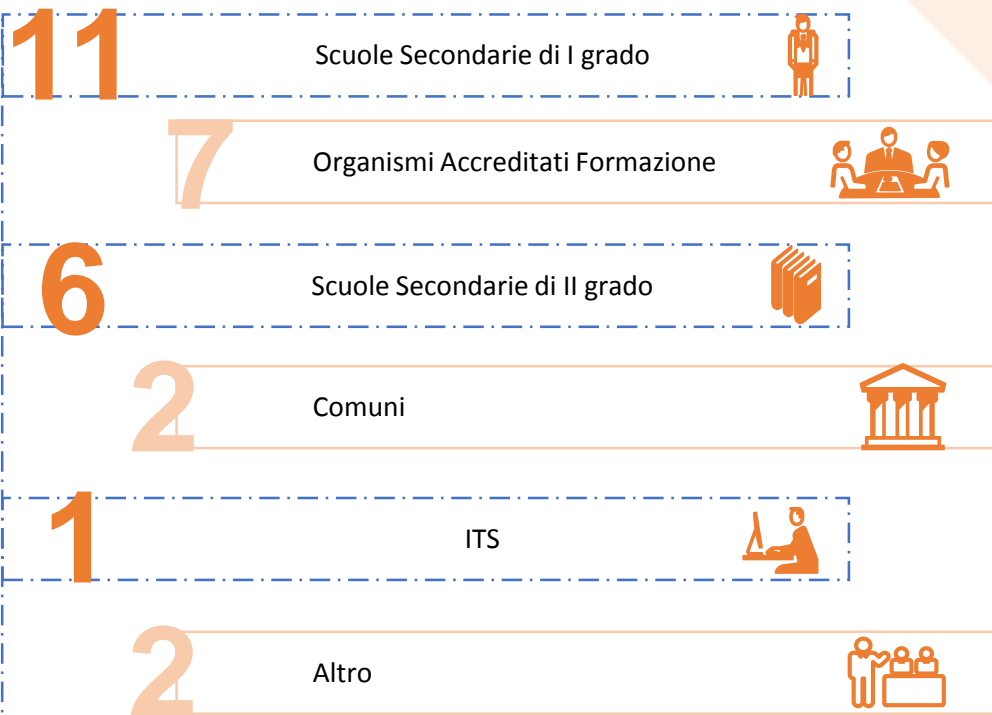 11
Scuole Secondarie di I grado
7
Organismi Accreditati Formazione
6
Scuole Secondarie di II grado
2
Comuni
1
ITS
2
Altro